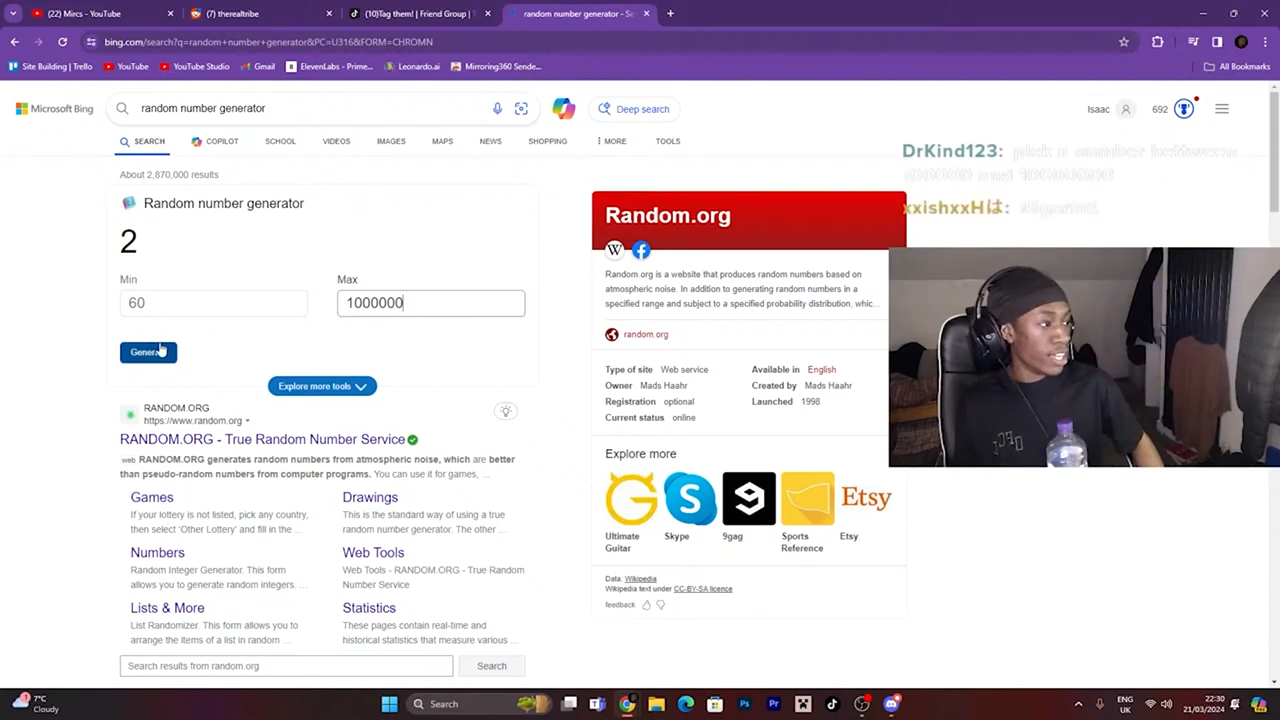 (22) Mircs - YouTube
(7) therealtribe
(10)Tag them! | Friend Group |
random number generator - Se
bing.com/search?q=random+number+generator&PC=U316&FORM=CHROMN
Site Building | Trello
YouTube
YouTube Studio
Gmail
ElevenLabs - Prime...
Leonardo.ai
Mirroring360 Sende...
All Bookmarks
Microsoft Bing
random number generator
Deep search
Isaac
692
SEARCH
COPILOT
SCHOOL
VIDEOS
IMAGES
MAPS
NEWS
SHOPPING
MORE
TOOLS
DrKind123: pick a number bettween
xxishxxHia:
About 2,870,000 results
Random number generator
2
Min
Max
60
1000000
Generate
Explore more tools
RANDOM.ORG
https://www.random.org
RANDOM.ORG - True Random Number Service
web RANDOM.ORG generates random numbers from atmospheric noise, which are better
than pseudo-random numbers from computer programs. You can use it for games, ...
Games
If your lottery is not listed, pick any country,
then select 'Other Lottery' and fill in the ...
Drawings
This is the standard way of using a true
random number generator. The other ...
Numbers
Random Integer Generator. This form
allows you to generate random integers. ...
Web Tools
Web Tools - RANDOM.ORG - True Random
Number Service
Lists & More
List Randomizer. This form allows you to
arrange the items of a list in random ...
Statistics
These pages contain real-time and
historical statistics that measure various ...
Search results from random.org
Search
Random.org
W
Random.org is a website that produces random numbers based on
atmospheric noise. In addition to generating random numbers in a
specified range and subject to a specified probability distribution, whic...
random.org
Type of site Web service
Available in English
Owner Mads Haahr
Created by Mads Haahr
Registration optional
Launched 1998
Current status online
Explore more
Etsy
Ultimate
Guitar
Skype
9gag
Sports
Reference
Etsy
Data: Wikipedia
Wikipedia text under CC-BY-SA licence
feedback
7°C
Cloudy
Search
ENG
UK
22:30
21/03/2024